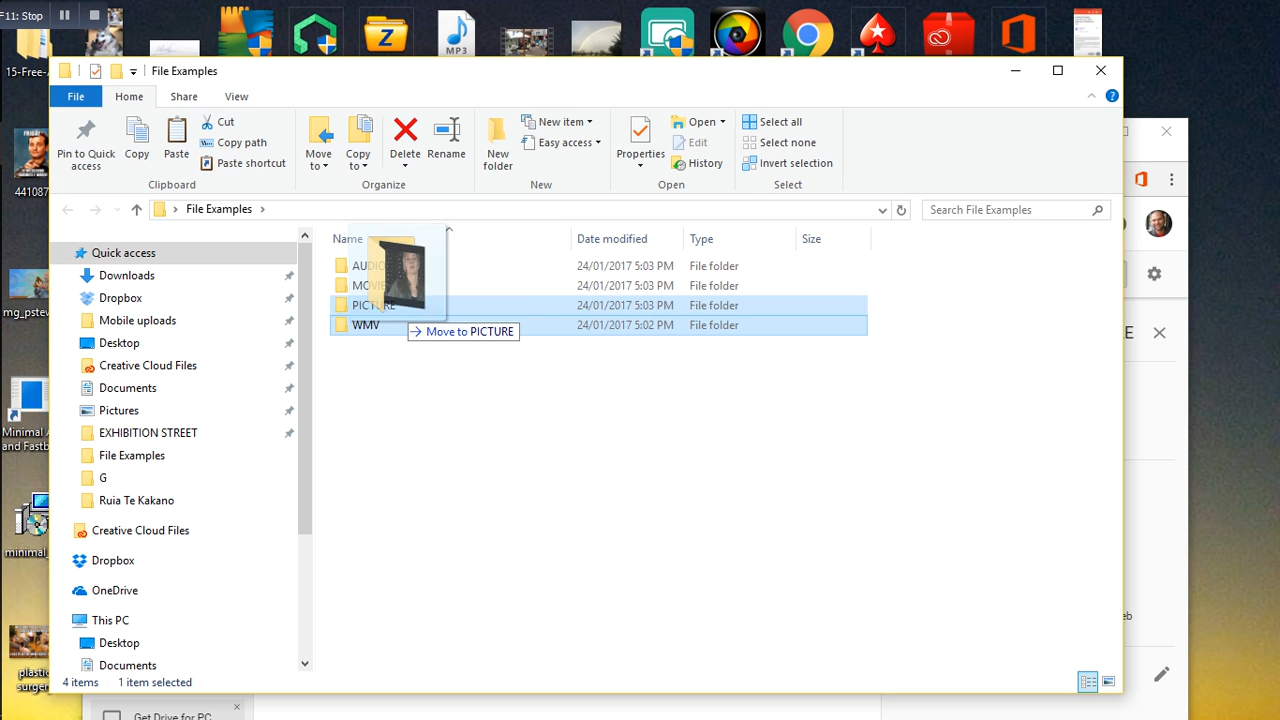 F11: Stop
15-Free-A
MP3
File Examples
File Home Share View
Pin to Quick access
Copy
Paste
Cut
Copy path
Paste shortcut
Clipboard
Move to
Copy to
Delete
Rename
Organize
New folder
New item
Easy access
New
Properties
Open
Edit
History
Open
Select all
Select none
Invert selection
Select
441087
File Examples
Search File Examples
Name Date modified Type Size
AUDIO 24/01/2017 5:03 PM File folder
MOVIE 24/01/2017 5:03 PM File folder
PICTURE 24/01/2017 5:03 PM File folder
WMV 24/01/2017 5:02 PM File folder
Move to PICTURE
Quick access
Downloads
Dropbox
Mobile uploads
Desktop
Creative Cloud Files
Documents
Pictures
EXHIBITION STREET
File Examples
G
Ruia Te Kakano
Creative Cloud Files
Dropbox
OneDrive
This PC
Desktop
Documents
4 items 1 item selected
mg_pstew
Minimal A
and Fastb
minimal_
plastic
surger
E
eb
Get Drive for PC